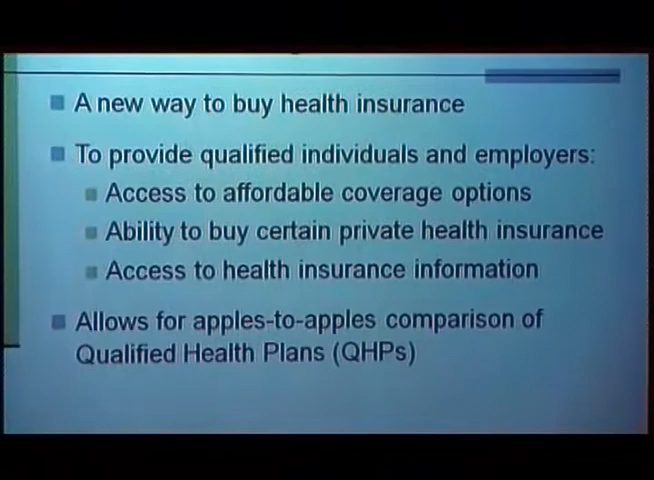 A new way to buy health insurance
To provide qualified individuals and employers:
Access to affordable coverage options
Ability to buy certain private health insurance
Access to health insurance information
Allows for apples-to-apples comparison of
Qualified Health Plans (QHPs)